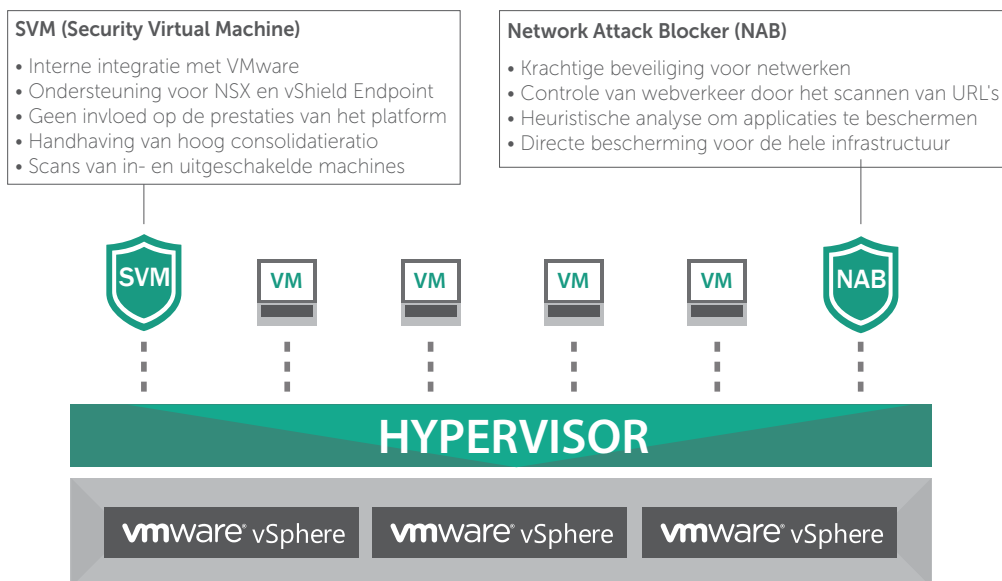 SVM (Security Virtual Machine)
• Interne integratie met VMware
• Ondersteuning voor NSX en vShield Endpoint
• Geen invloed op de prestaties van het platform
• Handhaving van hoog consolidatieratio
• Scans van in- en uitgeschakelde machines
Network Attack Blocker (NAB)
• Krachtige beveiliging voor netwerken
• Controle van webverkeer door het scannen van URL's
• Heuristische analyse om applicaties te beschermen
• Directe bescherming voor de hele infrastructuur
SVM
VM
VM
VM
VM
NAB
HYPERVISOR
vmware® vSphere
vmware® vSphere
vmware® vSphere